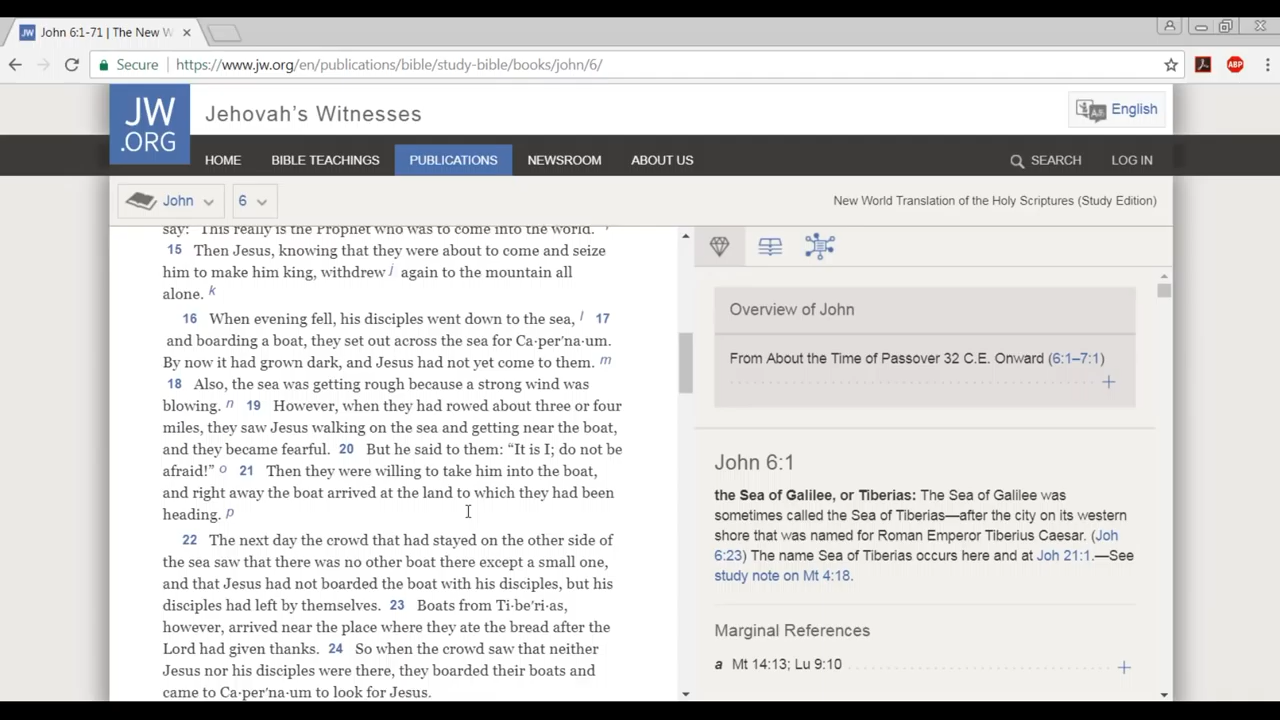 John 6:1-71 | The New W
Secure https://www.jw.org/en/publications/bible/study-bible/books/john/6/
ABP
JW
.ORG
Jehovah's Witnesses
English
HOME BIBLE TEACHINGS PUBLICATIONS NEWSROOM ABOUT US SEARCH LOG IN
John 6 New World Translation of the Holy Scriptures (Study Edition)
say: "This really is the Prophet who was to come into the world."
15 Then Jesus, knowing that they were about to come and seize
him to make him king, withdrew j again to the mountain all
alone. k
16 When evening fell, his disciples went down to the sea, l 17
and boarding a boat, they set out across the sea for Ca·per′na·um.
By now it had grown dark, and Jesus had not yet come to them. m
18 Also, the sea was getting rough because a strong wind was
blowing. n 19 However, when they had rowed about three or four
miles, they saw Jesus walking on the sea and getting near the boat,
and they became fearful. 20 But he said to them: “It is I; do not be
afraid!” o 21 Then they were willing to take him into the boat,
and right away the boat arrived at the land to which they had been
heading. p
22 The next day the crowd that had stayed on the other side of
the sea saw that there was no other boat there except a small one,
and that Jesus had not boarded the boat with his disciples, but his
disciples had left by themselves. 23 Boats from Ti·be′ri·as,
however, arrived near the place where they ate the bread after the
Lord had given thanks. 24 So when the crowd saw that neither
Jesus nor his disciples were there, they boarded their boats and
came to Ca·per′na·um to look for Jesus.
Overview of John
From About the Time of Passover 32 C.E. Onward (6:1–7:1)
John 6:1
the Sea of Galilee, or Tiberias: The Sea of Galilee was
sometimes called the Sea of Tiberias—after the city on its western
shore that was named for Roman Emperor Tiberius Caesar. (Joh
6:23) The name Sea of Tiberias occurs here and at Joh 21:1.—See
study note on Mt 4:18.
Marginal References
a Mt 14:13; Lu 9:10